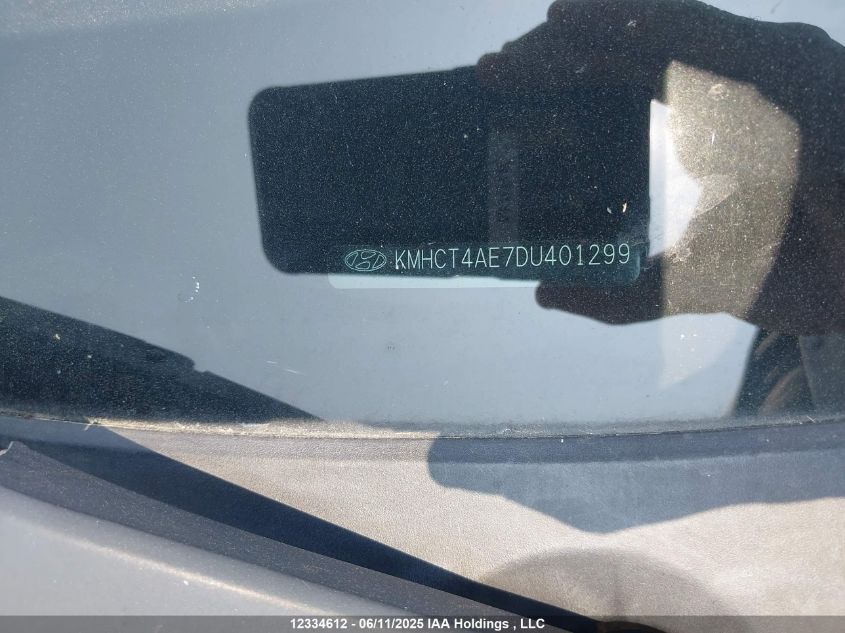 KMHCT4AE7DU401299
12334612 - 06/11/2025 IAA Holdings , LLC